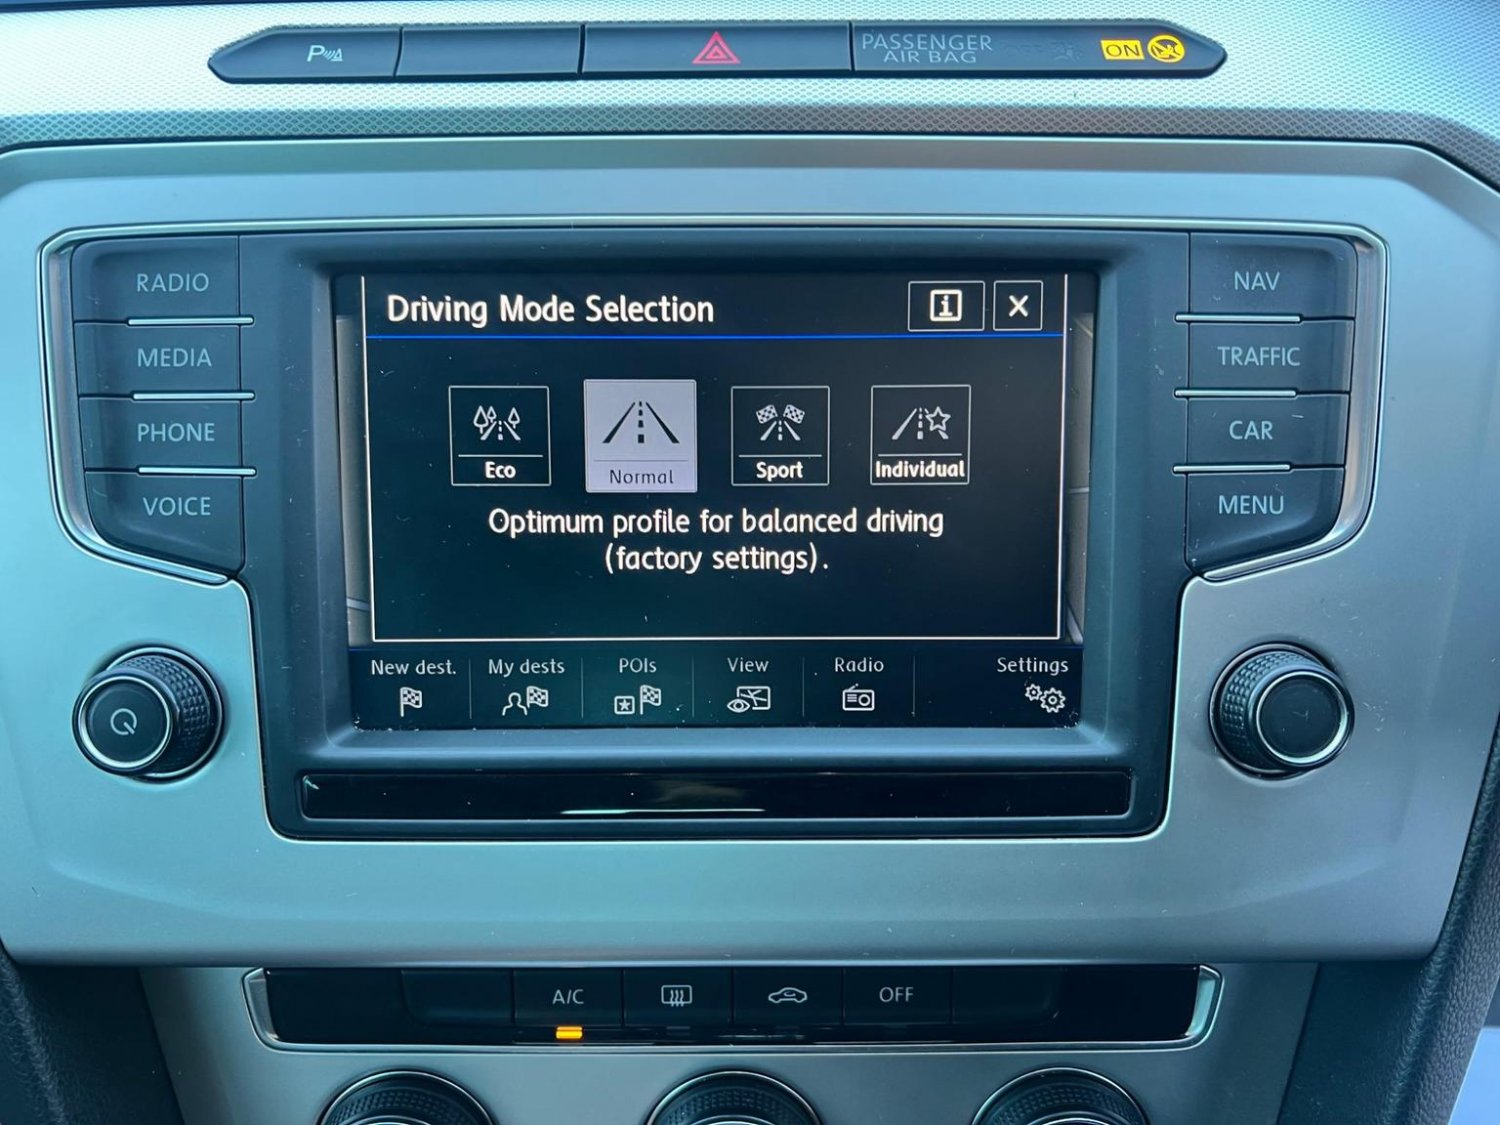 P
PASSENGER
AIR BAG
ON
RADIO
MEDIA
PHONE
VOICE
Driving Mode Selection
i
X
Eco
Normal
Sport
Individual
Optimum profile for balanced driving
(factory settings).
New dest.
My dests
POIs
View
Radio
Settings
NAV
TRAFFIC
CAR
MENU
A/C
OFF